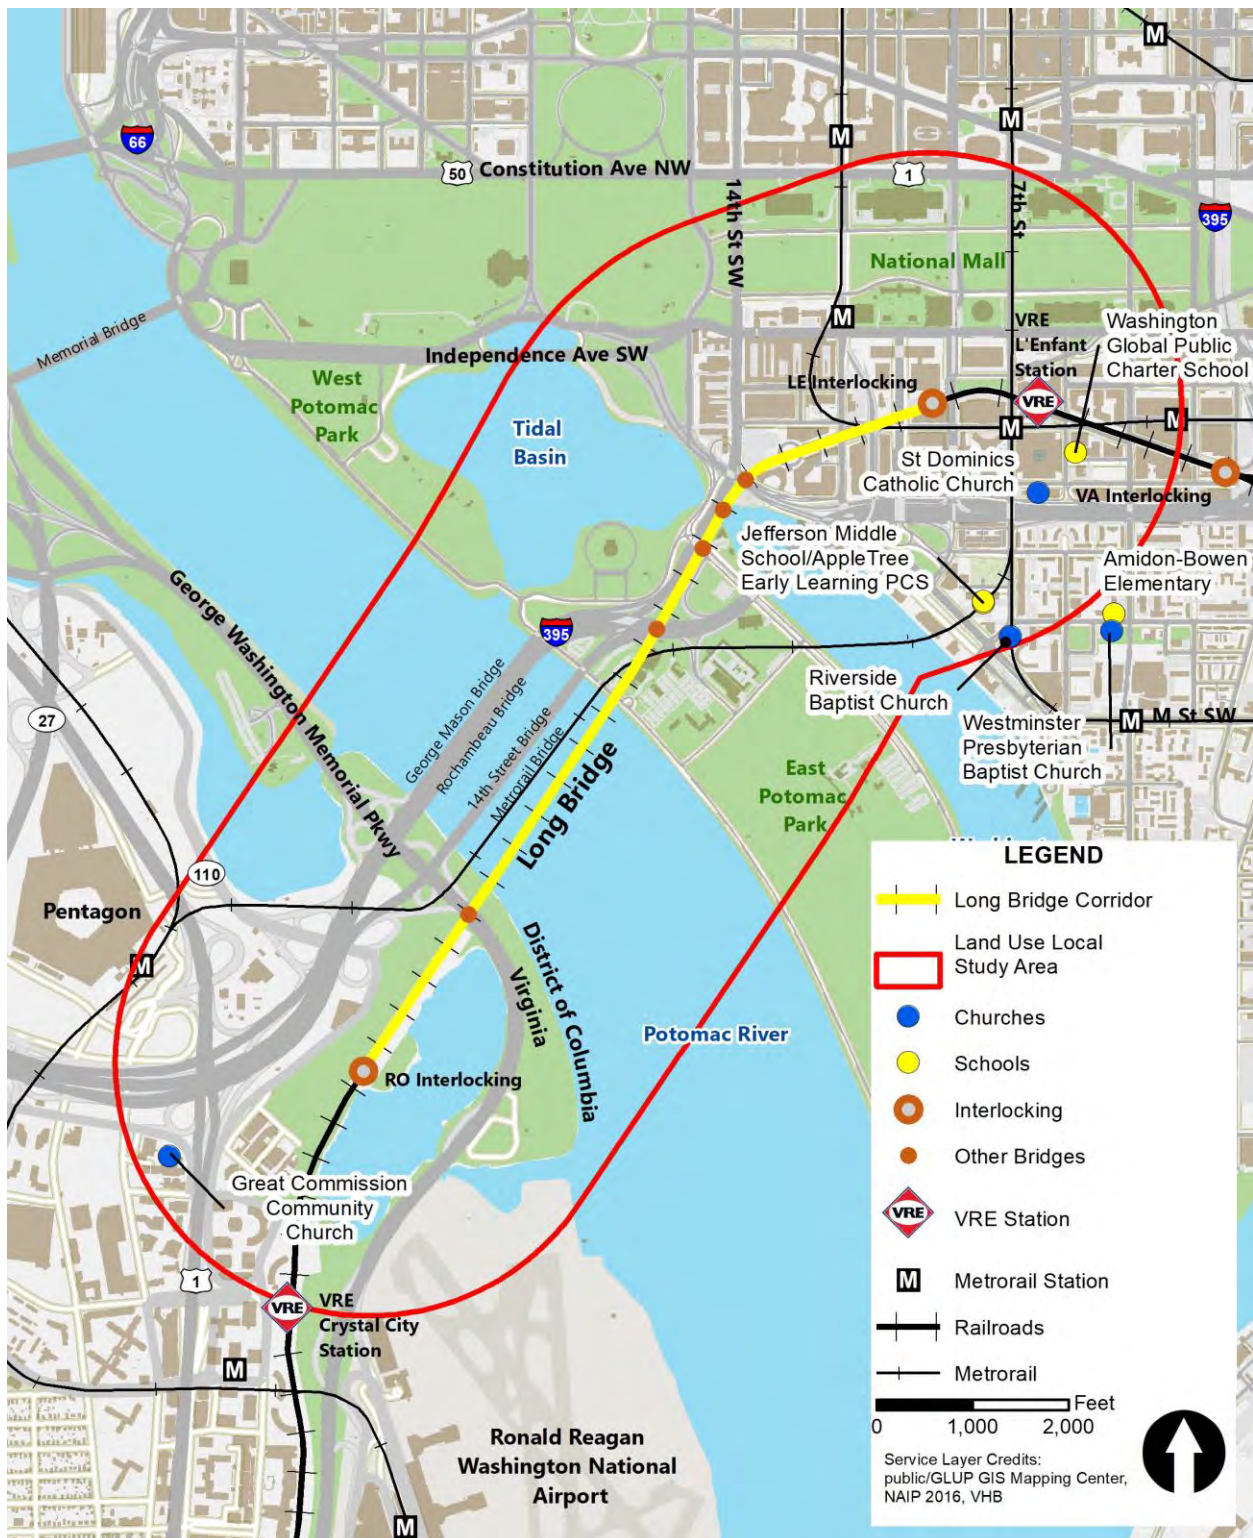 M
66
M
M
50
Constitution Ave NW
1
14th St SW
7th St
395
National Mall
Memorial Bridge
M
VRE
L'Enfant
Station
Washington
Global Public
Charter School
Independence Ave SW
West
Potomac
Park
LE Interlocking
VRE
M
Tidal
Basin
M
St Dominics
Catholic Church
VA Interlocking
Jefferson Middle
School/AppleTree
Early Learning PCS
Amidon-Bowen
Elementary
George Washington Memorial Pkwy
395
George Mason Bridge
Rochambeau Bridge
14th Street Bridge
Metrorail Bridge
Long Bridge
Riverside
Baptist Church
27
M
M St SW
Westminster
Presbyterian
Baptist Church
East
Potomac
Park
110
Pentagon
M
District of Columbia
Virginia
Potomac River
RO Interlocking
Great Commission
Community
Church
1
VRE
VRE
Crystal City
Station
M
Ronald Reagan
Washington National
Airport
M
LEGEND
Long Bridge Corridor
Land Use Local
Study Area
Churches
Schools
Interlocking
Other Bridges
VRE
VRE Station
M
Metrorail Station
Railroads
Metrorail
Feet
0
1,000
2,000
Service Layer Credits:
public/GLUP GIS Mapping Center,
NAIP 2016, VHB